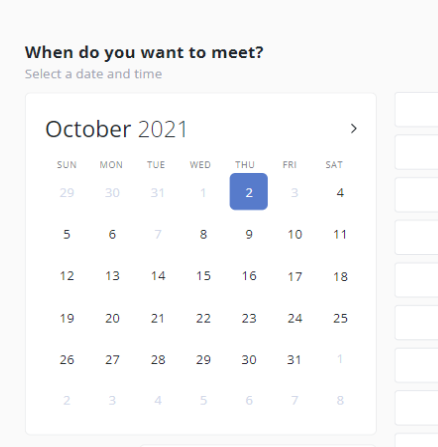 When do you want to meet?
Select a date and time
October 2021 >
SUN MON TUE WED THU FRI SAT
29 30 31 1 2 3 4
5 6 7 8 9 10 11
12 13 14 15 16 17 18
19 20 21 22 23 24 25
26 27 28 29 30 31 1
2 3 4 5 6 7 8